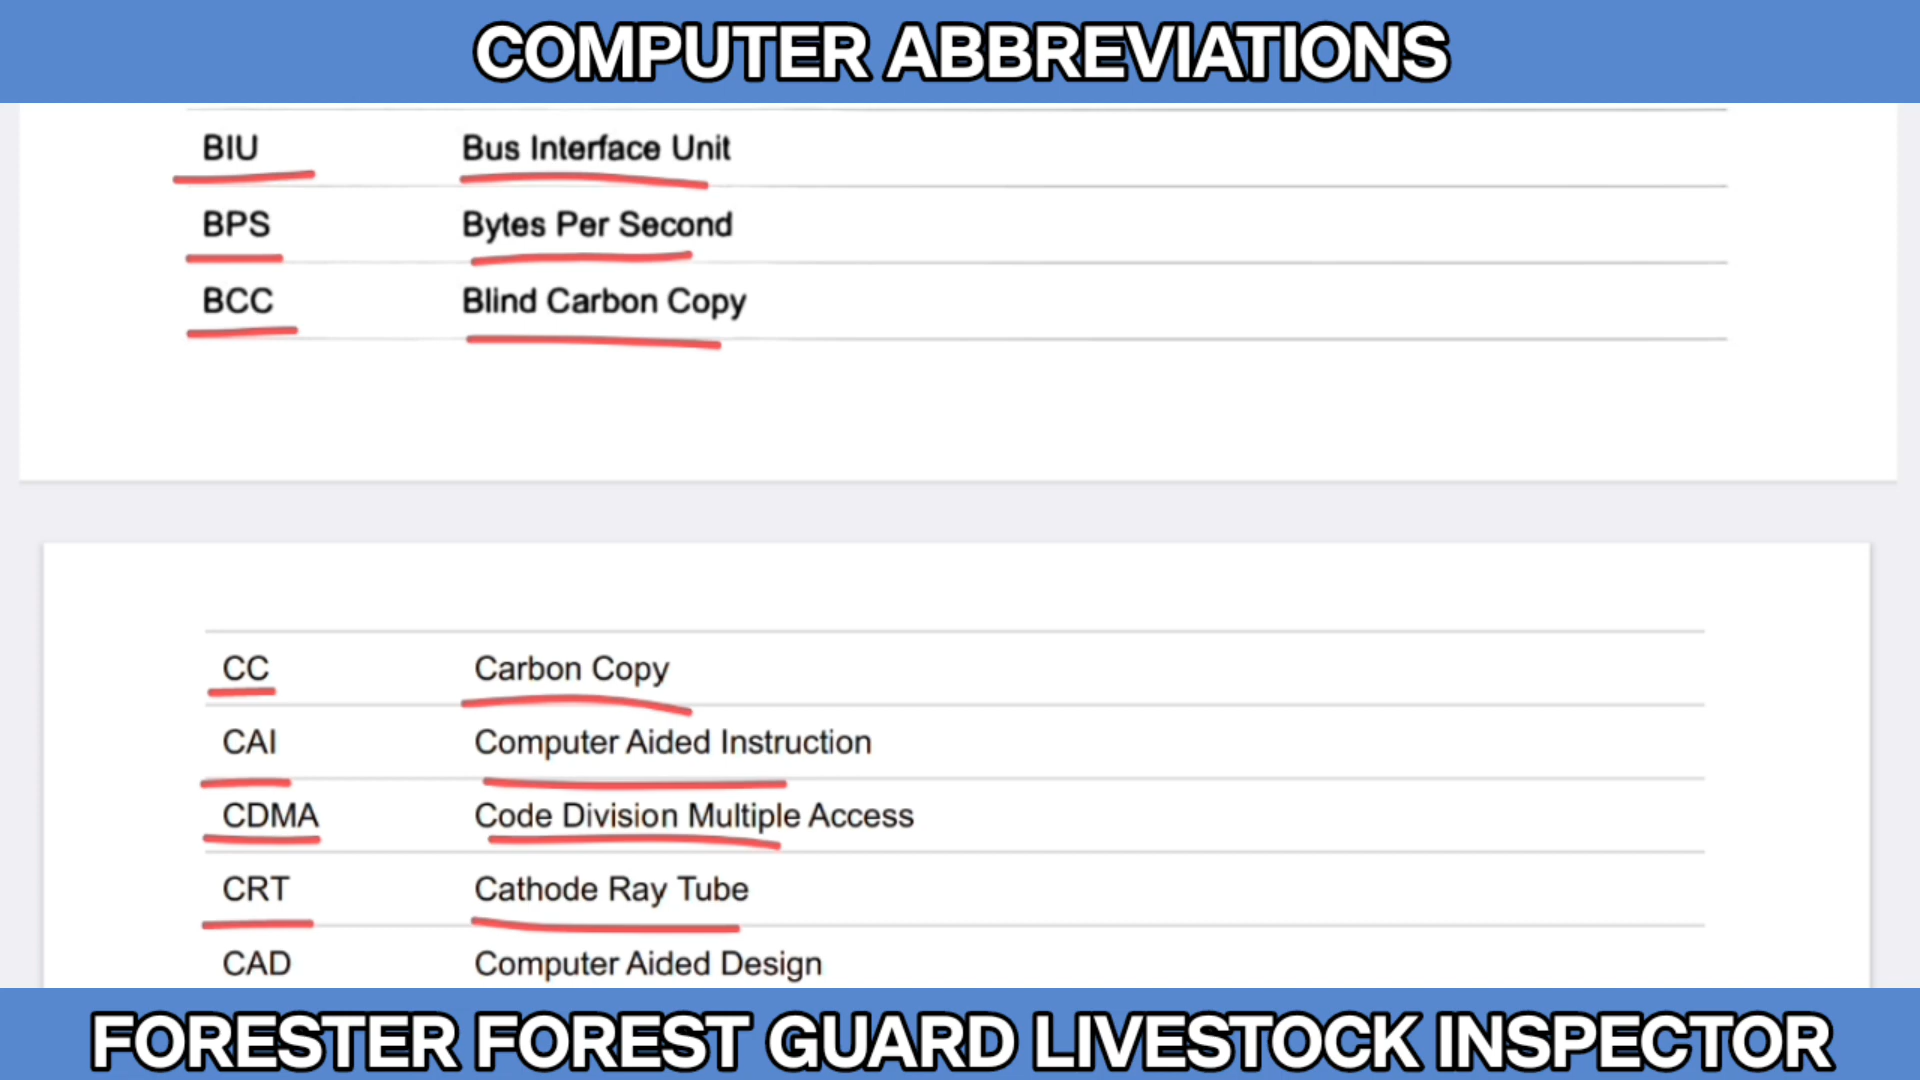 COMPUTER ABBREVIATIONS
BIU Bus Interface Unit
BPS Bytes Per Second
BCC Blind Carbon Copy
CC Carbon Copy
CAI Computer Aided Instruction
CDMA Code Division Multiple Access
CRT Cathode Ray Tube
CAD Computer Aided Design
FORESTER FOREST GUARD LIVESTOCK INSPECTOR